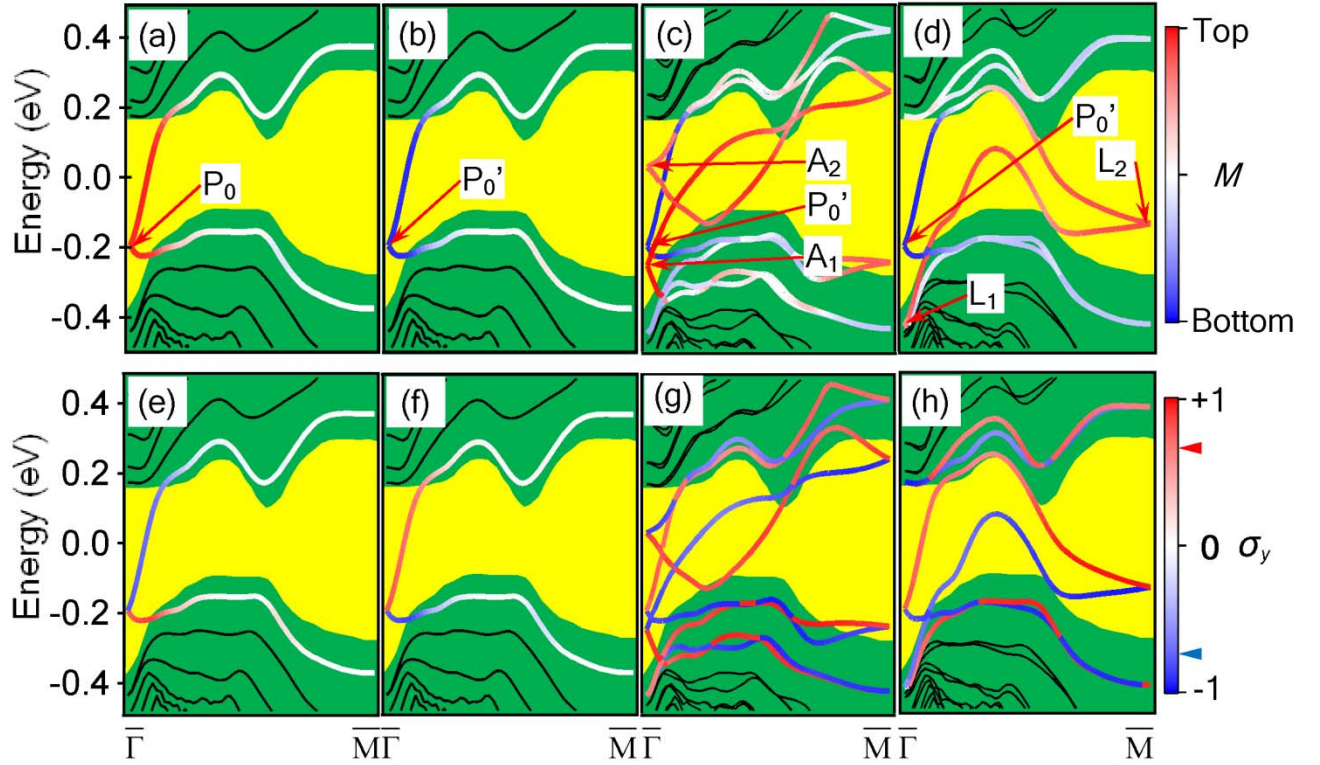 (a) (b) (c) (d)
Energy (eV)
0.4
0.2
0.0
-0.2
-0.4
P₀
P₀'
A₂
P₀'
A₁
P₀'
L₂
L₁
Top
M
Bottom
(e) (f) (g) (h)
Energy (eV)
0.4
0.2
0.0
-0.2
-0.4
+1
0 σᵧ
-1
Γ̅ M̅ Γ̅ M̅ Γ̅ M̅ Γ̅ M̅